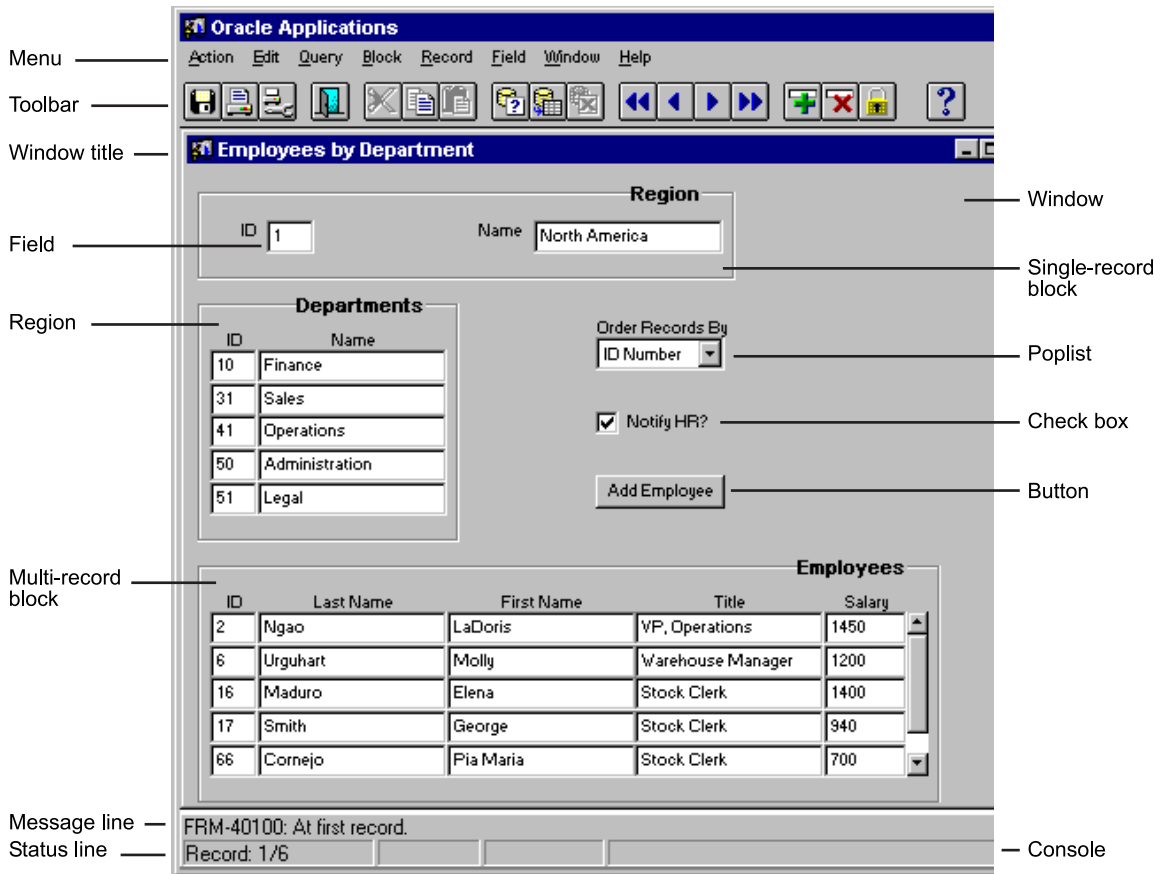 Oracle Applications
Menu
Action Edit Query Block Record Field Window Help
Toolbar
Window title
Employees by Department
Region
Window
Field
ID 1 Name North America
Single-record
block
Region
Departments
ID Name
10 Finance
31 Sales
41 Operations
50 Administration
51 Legal
Order Records By
ID Number
Poplist
Notify HR?
Check box
Add Employee
Button
Multi-record
block
Employees
ID Last Name First Name Title Salary
2 Ngao LaDoris VP, Operations 1450
6 Urguhart Molly Warehouse Manager 1200
16 Maduro Elena Stock Clerk 1400
17 Smith George Stock Clerk 940
66 Cornejo Pia Maria Stock Clerk 700
Message line
FRM-40100: At first record.
Status line
Record: 1/6
Console